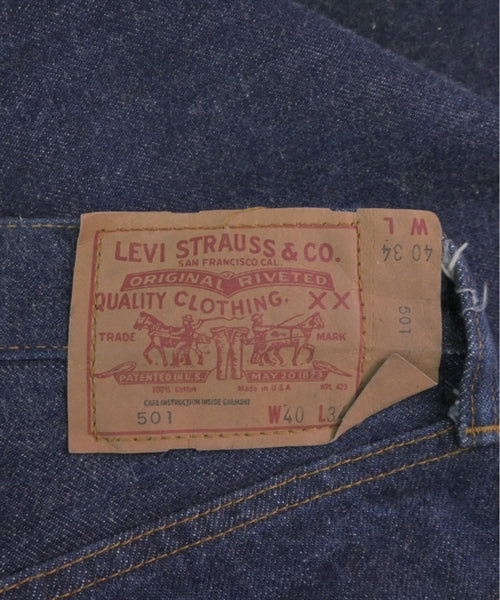 LEVI STRAUSS & CO.
SAN FRANCISCO, CAL.
ORIGINAL RIVETED
QUALITY CLOTHING. XX
TRADE MARK
PATENTED IN U.S. MAY 20 1873
100% Cotton Made in U.S.A. WPL 423
CARE INSTRUCTION INSIDE GARMENT
501 W40 L3
W L
40 34
501